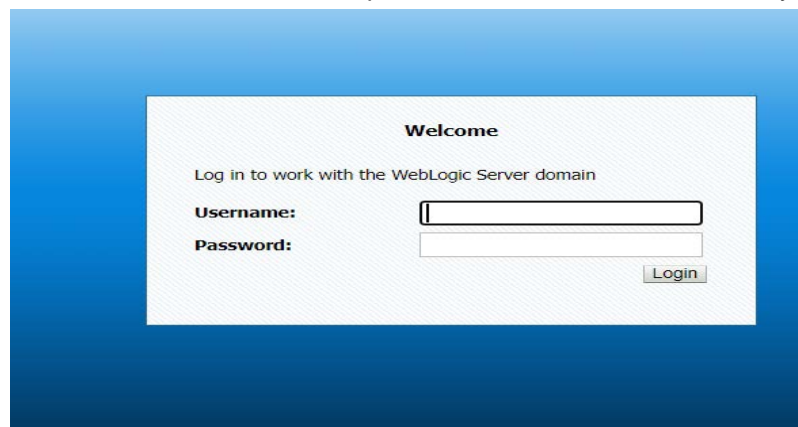 Welcome
Log in to work with the WebLogic Server domain
Username:
Password:
Login